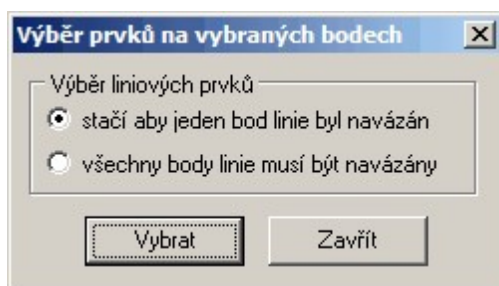 Výběr prvků na vybraných bodech
Výběr liniových prvků
stačí aby jeden bod linie byl navázán
všechny body linie musí být navázány
Vybrat
Zavřít